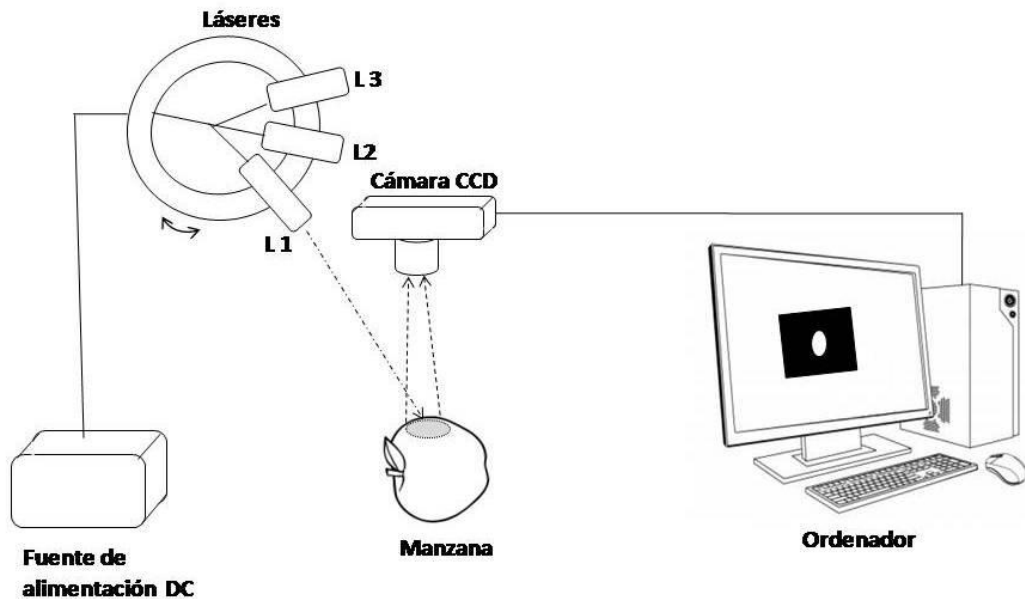 Láseres
L 3
L2
L 1
Cámara CCD
Manzana
Ordenador
Fuente de
alimentación DC